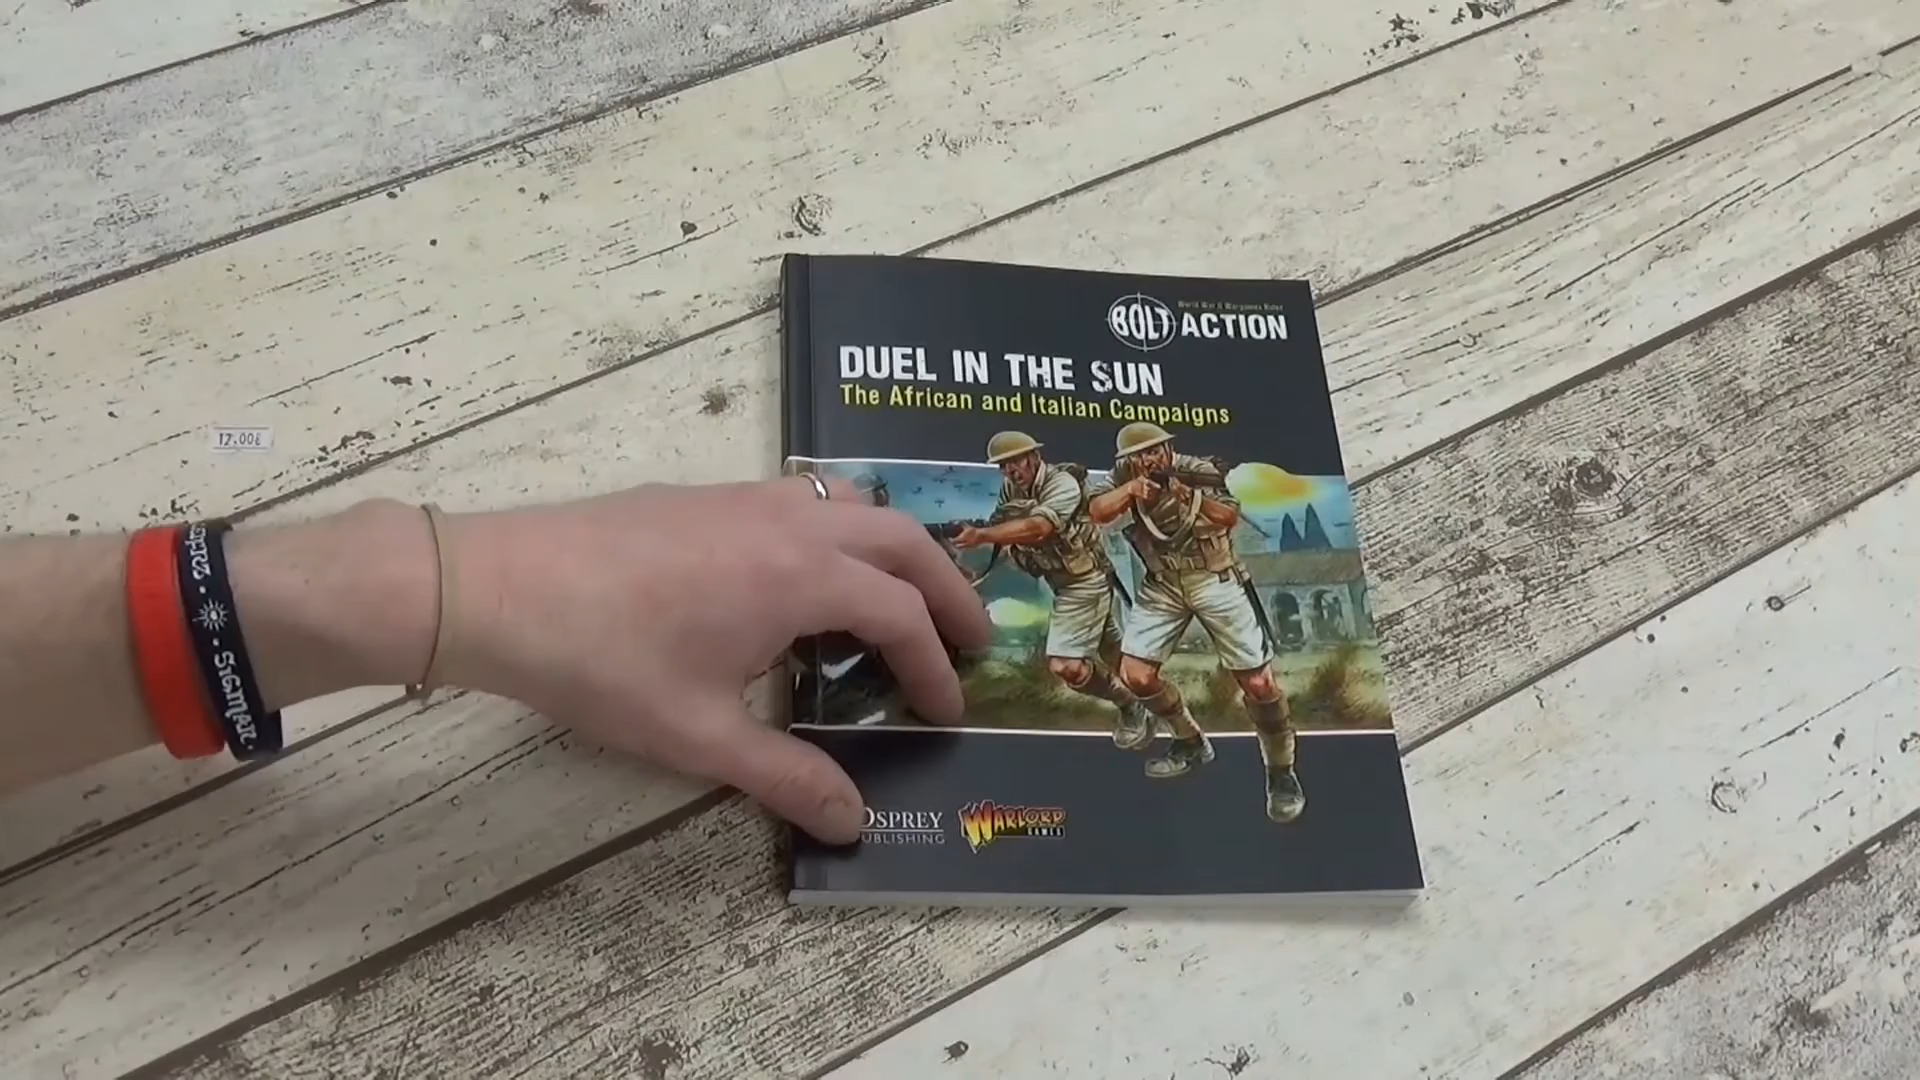 World War II Wargames Rules
BOLT ACTION
DUEL IN THE SUN
The African and Italian Campaigns
12.00£
SIGMAR
OSPREY
PUBLISHING
WARLORD
GAMES